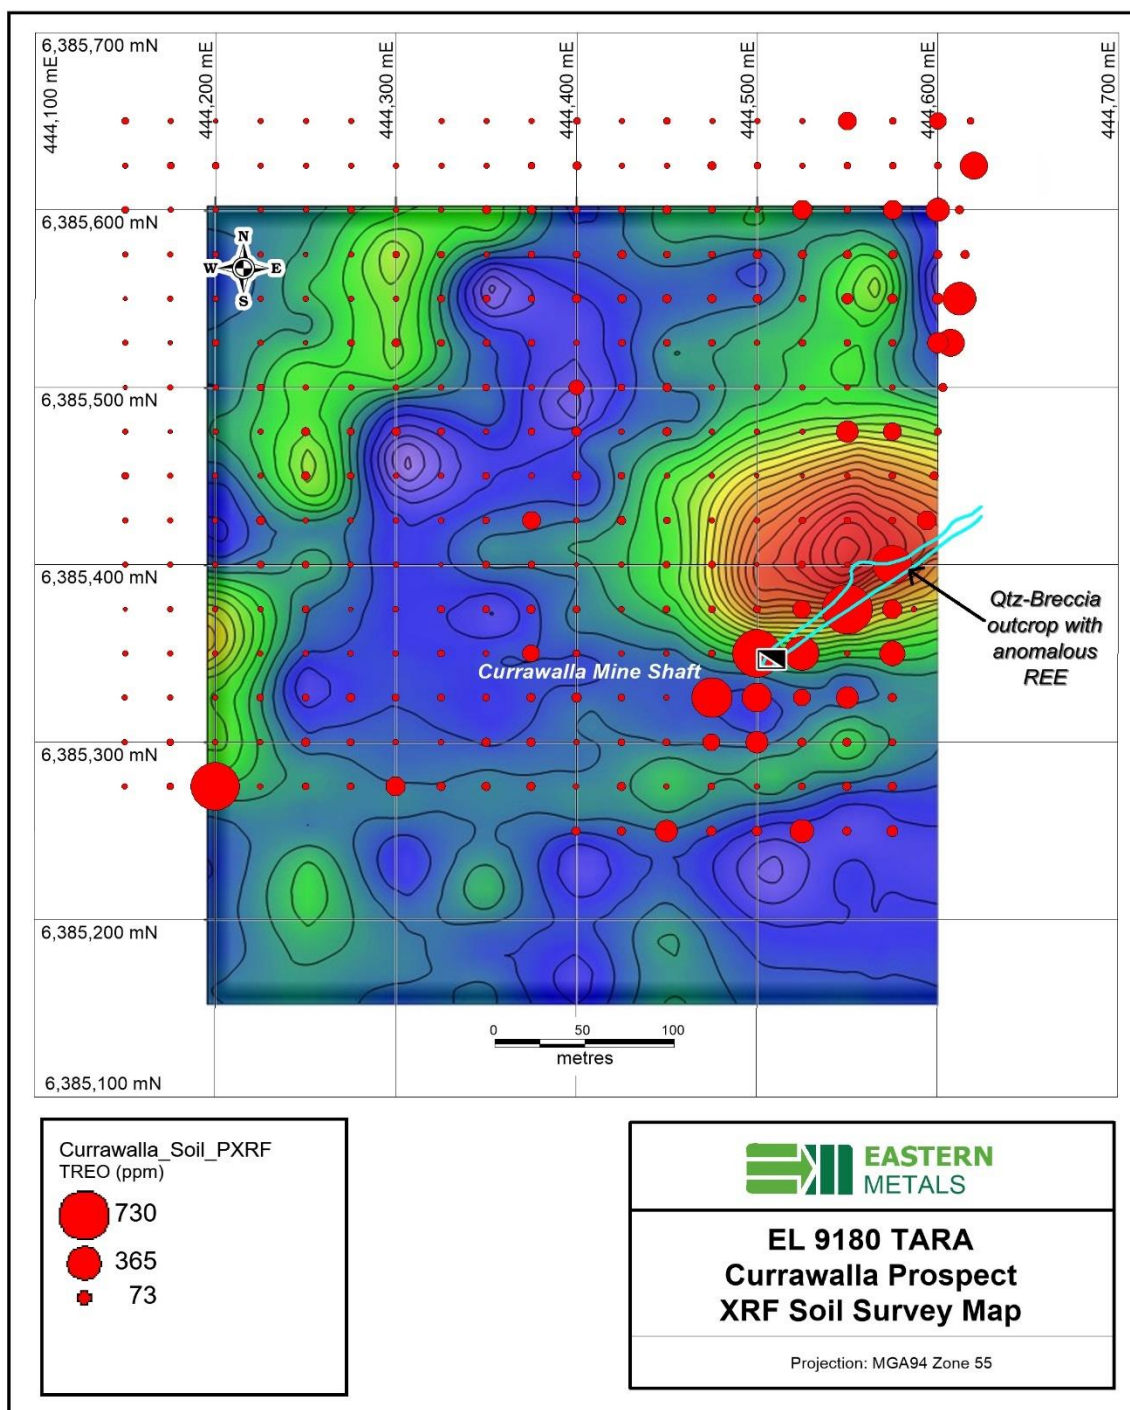 6,385,700 mN
444,100 mE
444,200 mE
444,300 mE
444,400 mE
444,500 mE
444,600 mE
444,700 mE
6,385,600 mN
N
W E
S
6,385,500 mN
6,385,400 mN
Qtz-Breccia
outcrop with
anomalous
REE
Currawalla Mine Shaft
6,385,300 mN
6,385,200 mN
0 50 100
metres
6,385,100 mN
Currawalla_Soil_PXRF
TREO (ppm)
730
365
73
EASTERN
METALS
EL 9180 TARA
Currawalla Prospect
XRF Soil Survey Map
Projection: MGA94 Zone 55